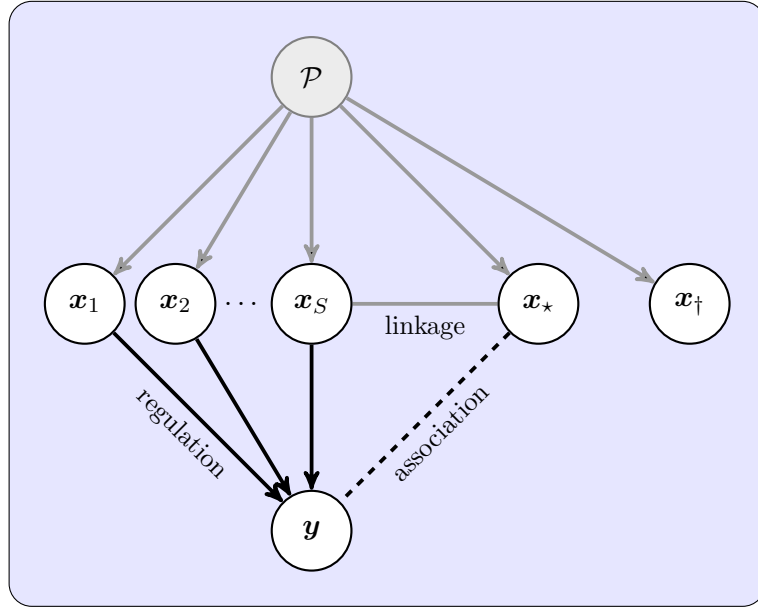 𝒫
x₁ x₂ ··· x_S linkage x⋆ x†
regulation
association
y